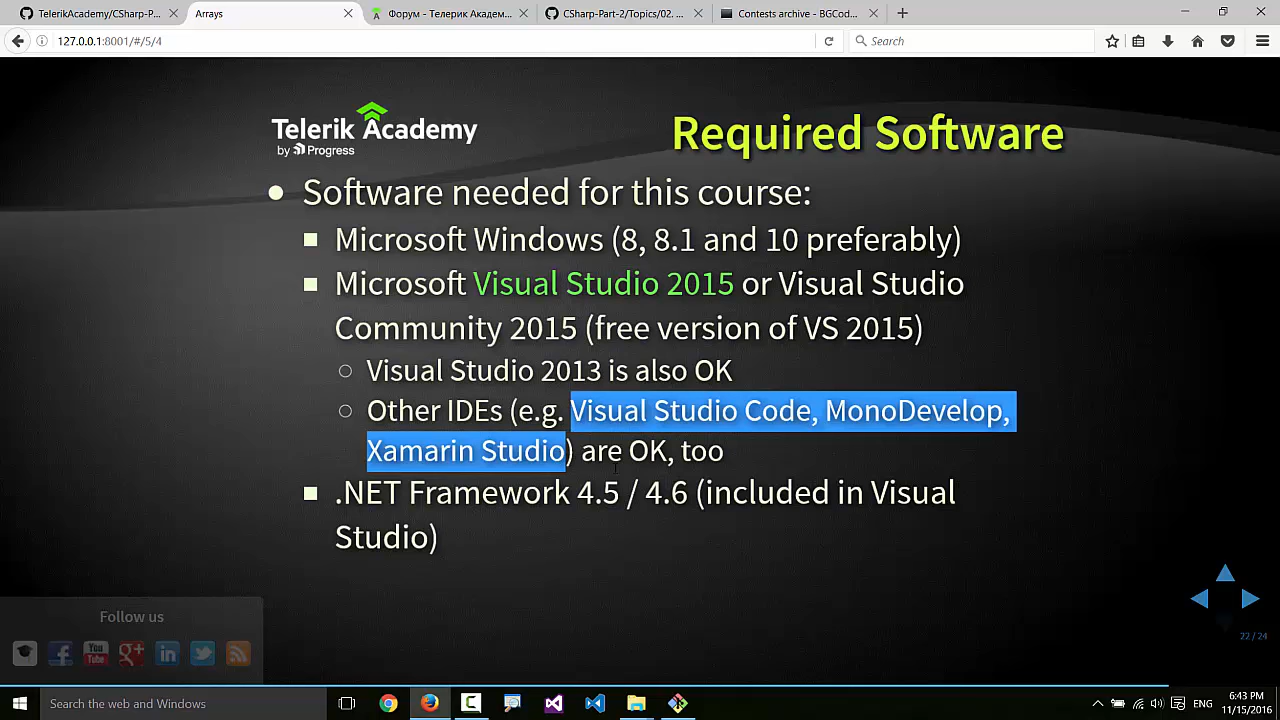 TelerikAcademy/CSharp-P...
Arrays
Форум - Телерик Академ...
CSharp-Part-2/Topics/02. ...
Contests archive - BGCod...
127.0.0.1:8001/#/5/4
Search
Telerik Academy
by Progress
Required Software
Software needed for this course:
Microsoft Windows (8, 8.1 and 10 preferably)
Microsoft Visual Studio 2015 or Visual Studio
Community 2015 (free version of VS 2015)
Visual Studio 2013 is also OK
Other IDEs (e.g. Visual Studio Code, MonoDevelop,
Xamarin Studio) are OK, too
.NET Framework 4.5 / 4.6 (included in Visual
Studio)
Follow us
You
Tube
22 / 24
Search the web and Windows
ENG
6:43 PM
11/15/2016